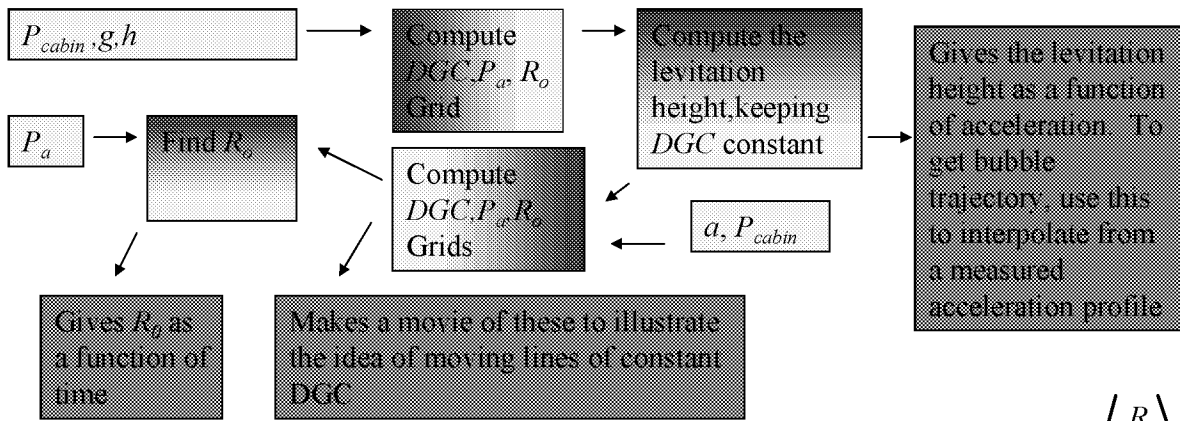 P_cabin ,g,h
Compute
DGC,P_a, R_o
Grid
Compute the
levitation
height,keeping
DGC constant
Gives the levitation
height as a function
of acceleration. To
get bubble
trajectory, use this
to interpolate from
a measured
acceleration profile
P_a
Find R_o
Compute
DGC,P_a,R_o
Grids
a, P_cabin
Gives R_0 as
a function of
time
Makes a movie of these to illustrate
the idea of moving lines of constant
DGC
R